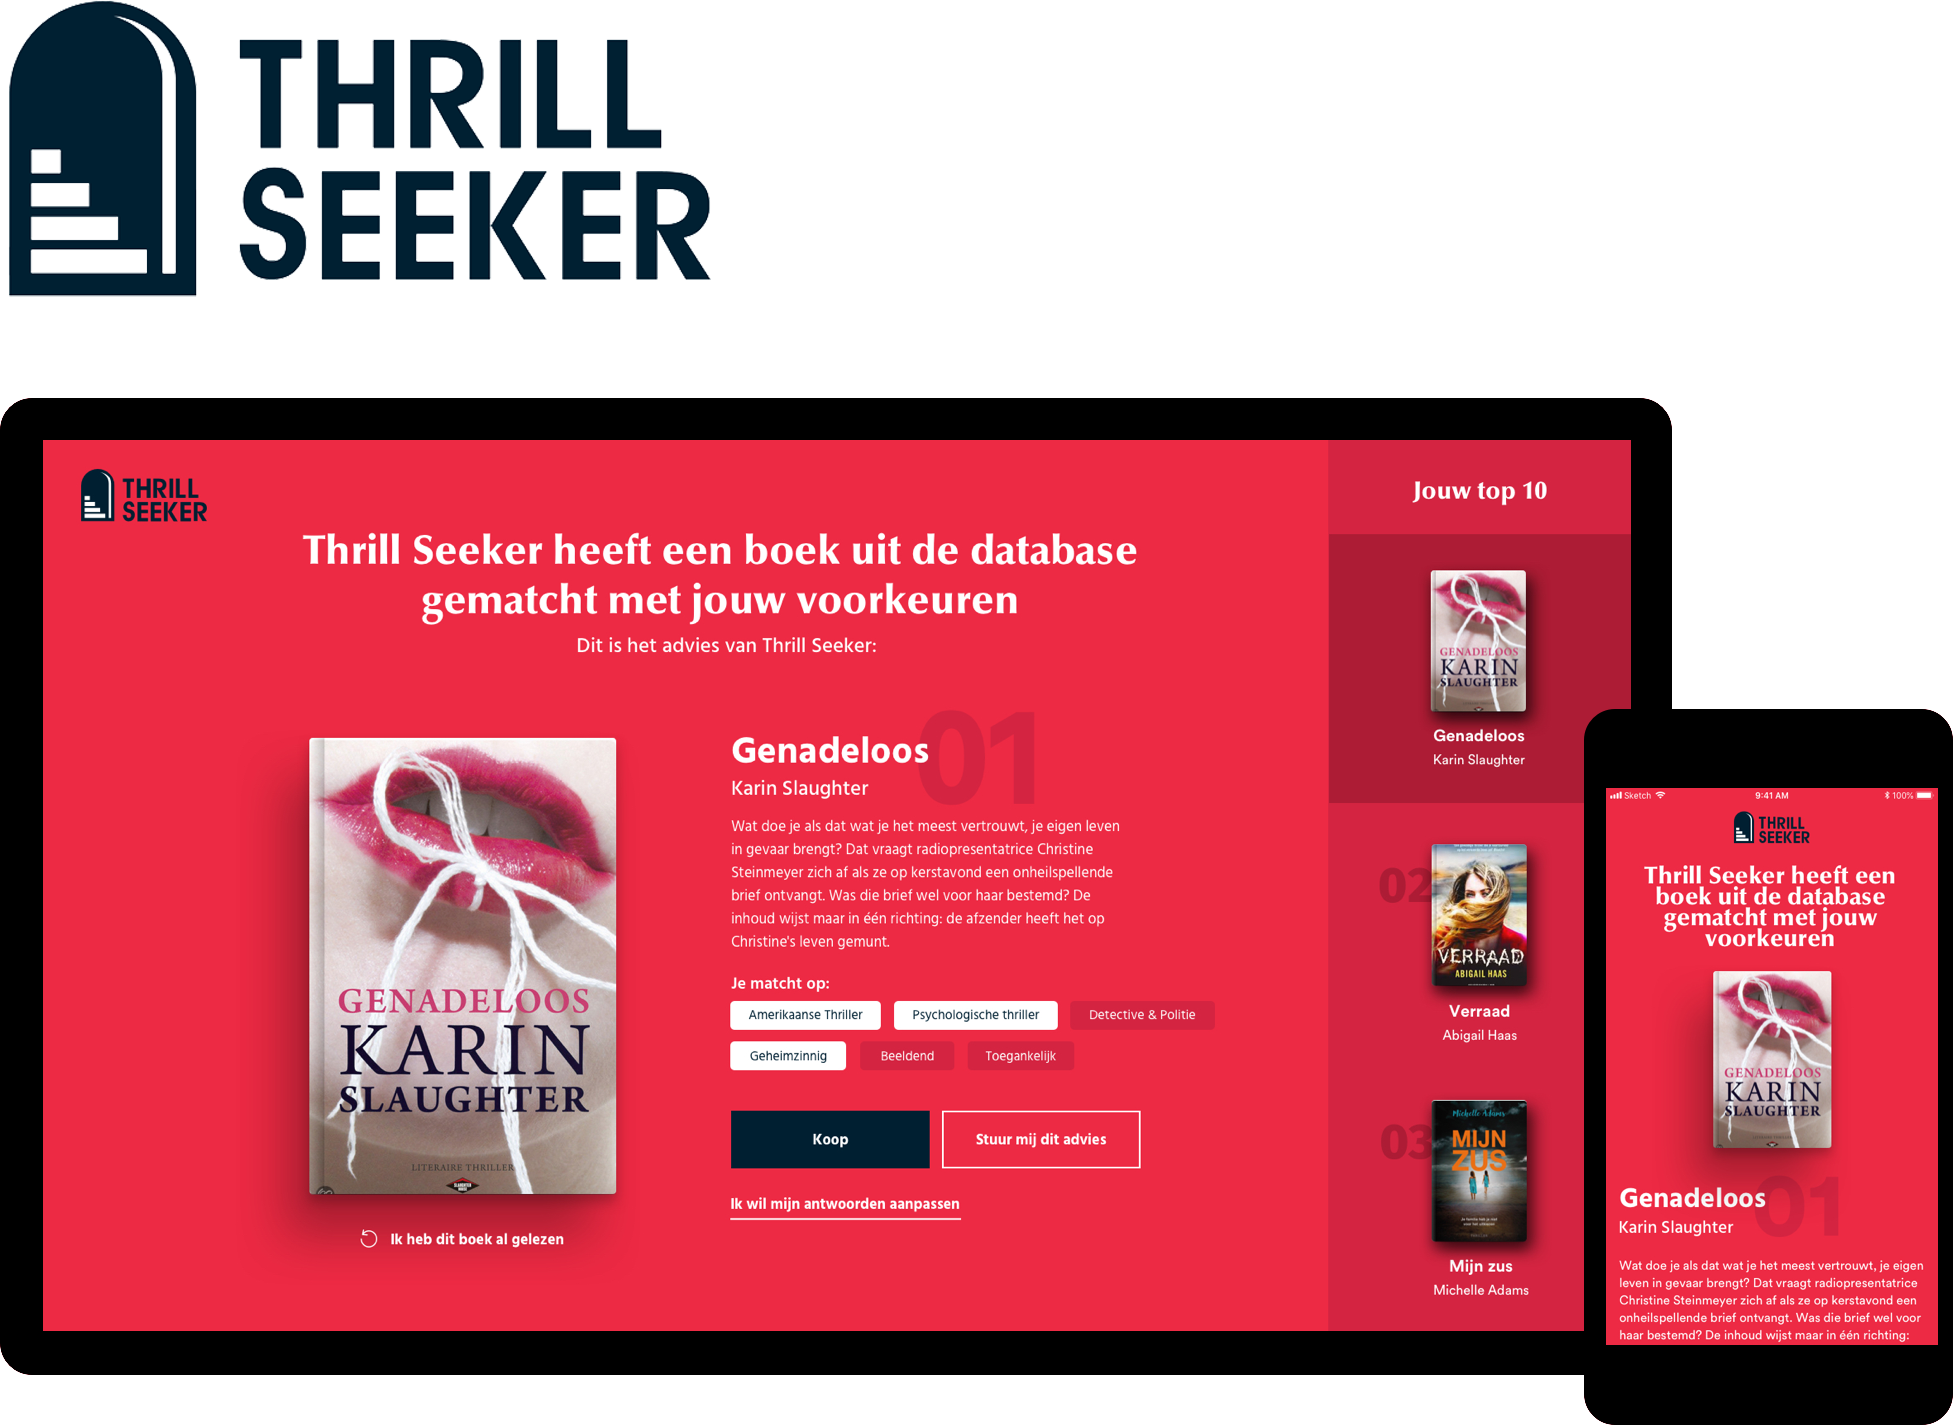 THRILL
SEEKER
THRILL
SEEKER
Thrill Seeker heeft een boek uit de database
gematcht met jouw voorkeuren
Dit is het advies van Thrill Seeker:
GENADELOOS
KARIN
SLAUGHTER
LITERAIRE THRILLER
Ik heb dit boek al gelezen
01
Genadeloos
Karin Slaughter
Wat doe je als dat wat je het meest vertrouwt, je eigen leven
in gevaar brengt? Dat vraagt radiopresentatrice Christine
Steinmeyer zich af als ze op kerstavond een onheilspellende
brief ontvangt. Was die brief wel voor haar bestemd? De
inhoud wijst maar in één richting: de afzender heeft het op
Christine's leven gemunt.
Je matcht op:
Amerikaanse Thriller
Psychologische thriller
Detective & Politie
Geheimzinnig
Beeldend
Toegankelijk
Koop
Stuur mij dit advies
Ik wil mijn antwoorden aanpassen
Jouw top 10
GENADELOOS
KARIN
SLAUGHTER
Genadeloos
Karin Slaughter
02
VERRAAD
ABIGAIL HAAS
Verraad
Abigail Haas
03
Michelle Adams
MIJN
ZUS
Mijn zus
Michelle Adams
Sketch 9:41 AM 100%
THRILL
SEEKER
Thrill Seeker heeft een
boek uit de database
gematcht met jouw
voorkeuren
GENADELOOS
KARIN
SLAUGHTER
01
Genadeloos
Karin Slaughter
Wat doe je als dat wat je het meest vertrouwt, je eigen
leven in gevaar brengt? Dat vraagt radiopresentatrice
Christine Steinmeyer zich af als ze op kerstavond een
onheilspellende brief ontvangt. Was die brief wel voor
haar bestemd? De inhoud wijst maar in één richting: